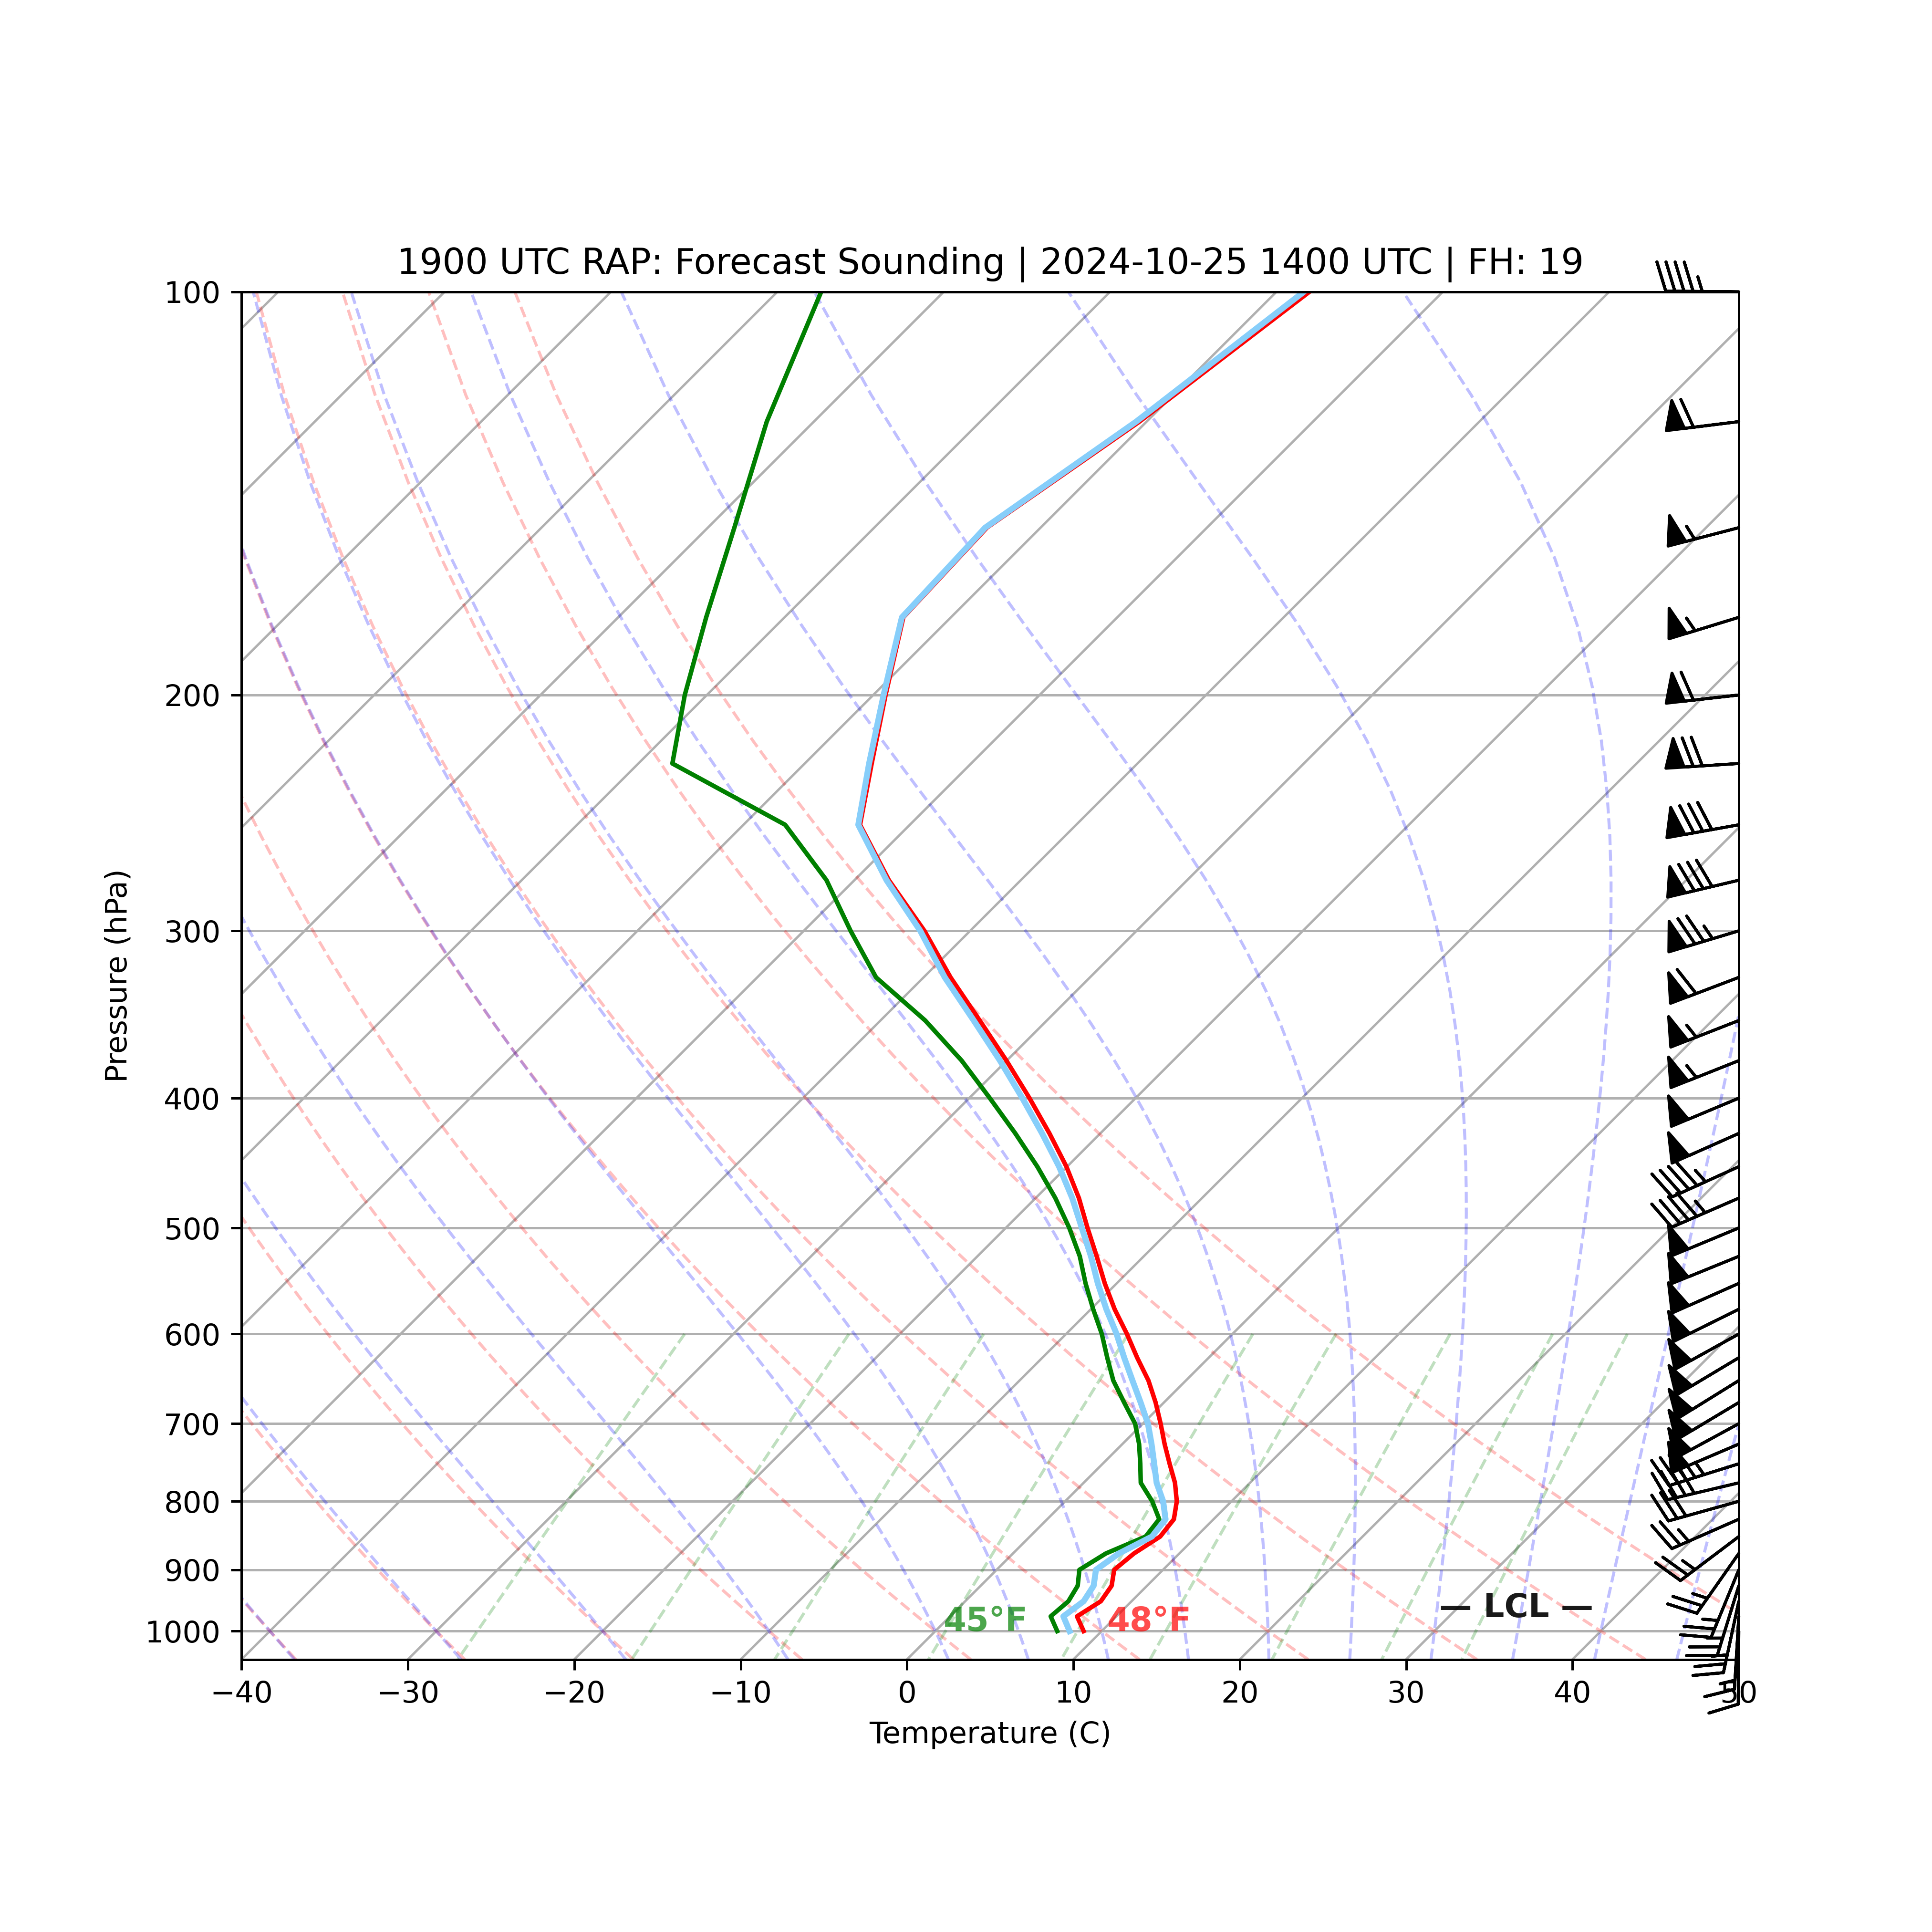 1900 UTC RAP: Forecast Sounding | 2024-10-25 1400 UTC | FH: 19
100
200
300
400
500
600
700
800
900
1000
Pressure (hPa)
45°F
48°F
— LCL —
−40 −30 −20 −10 0 10 20 30 40 50
Temperature (C)